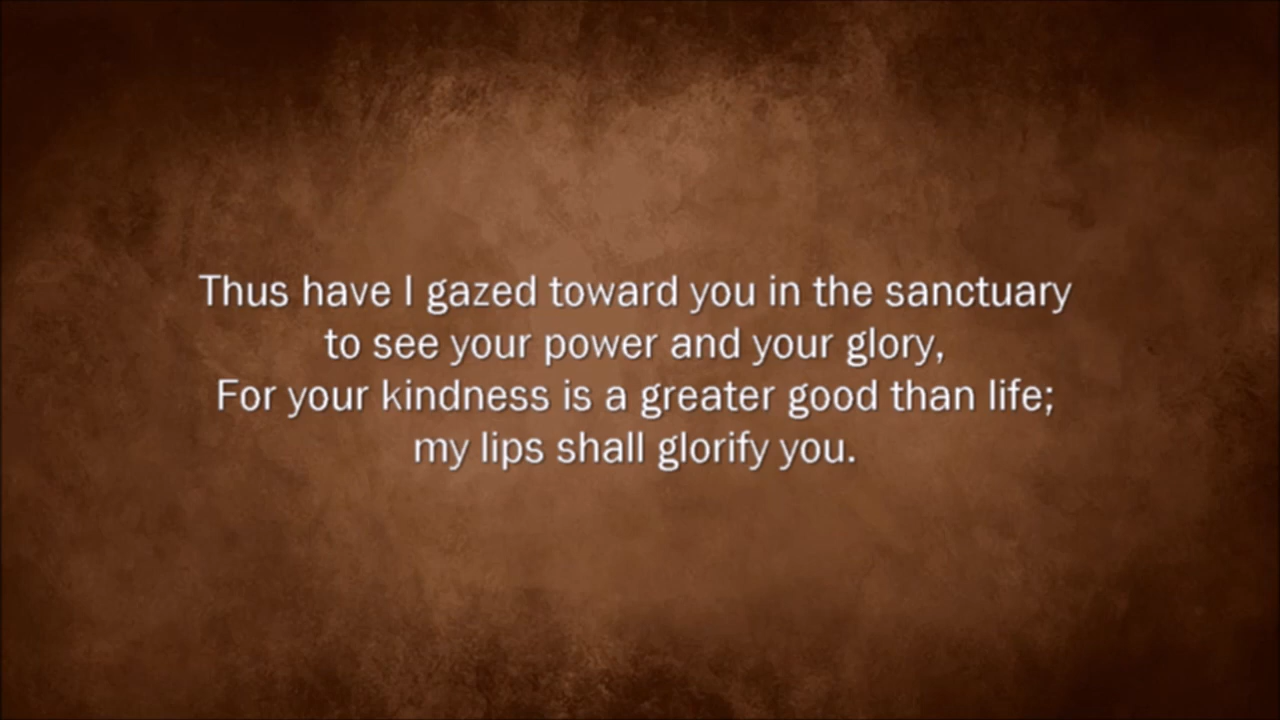 Thus have I gazed toward you in the sanctuary
to see your power and your glory,
For your kindness is a greater good than life;
my lips shall glorify you.